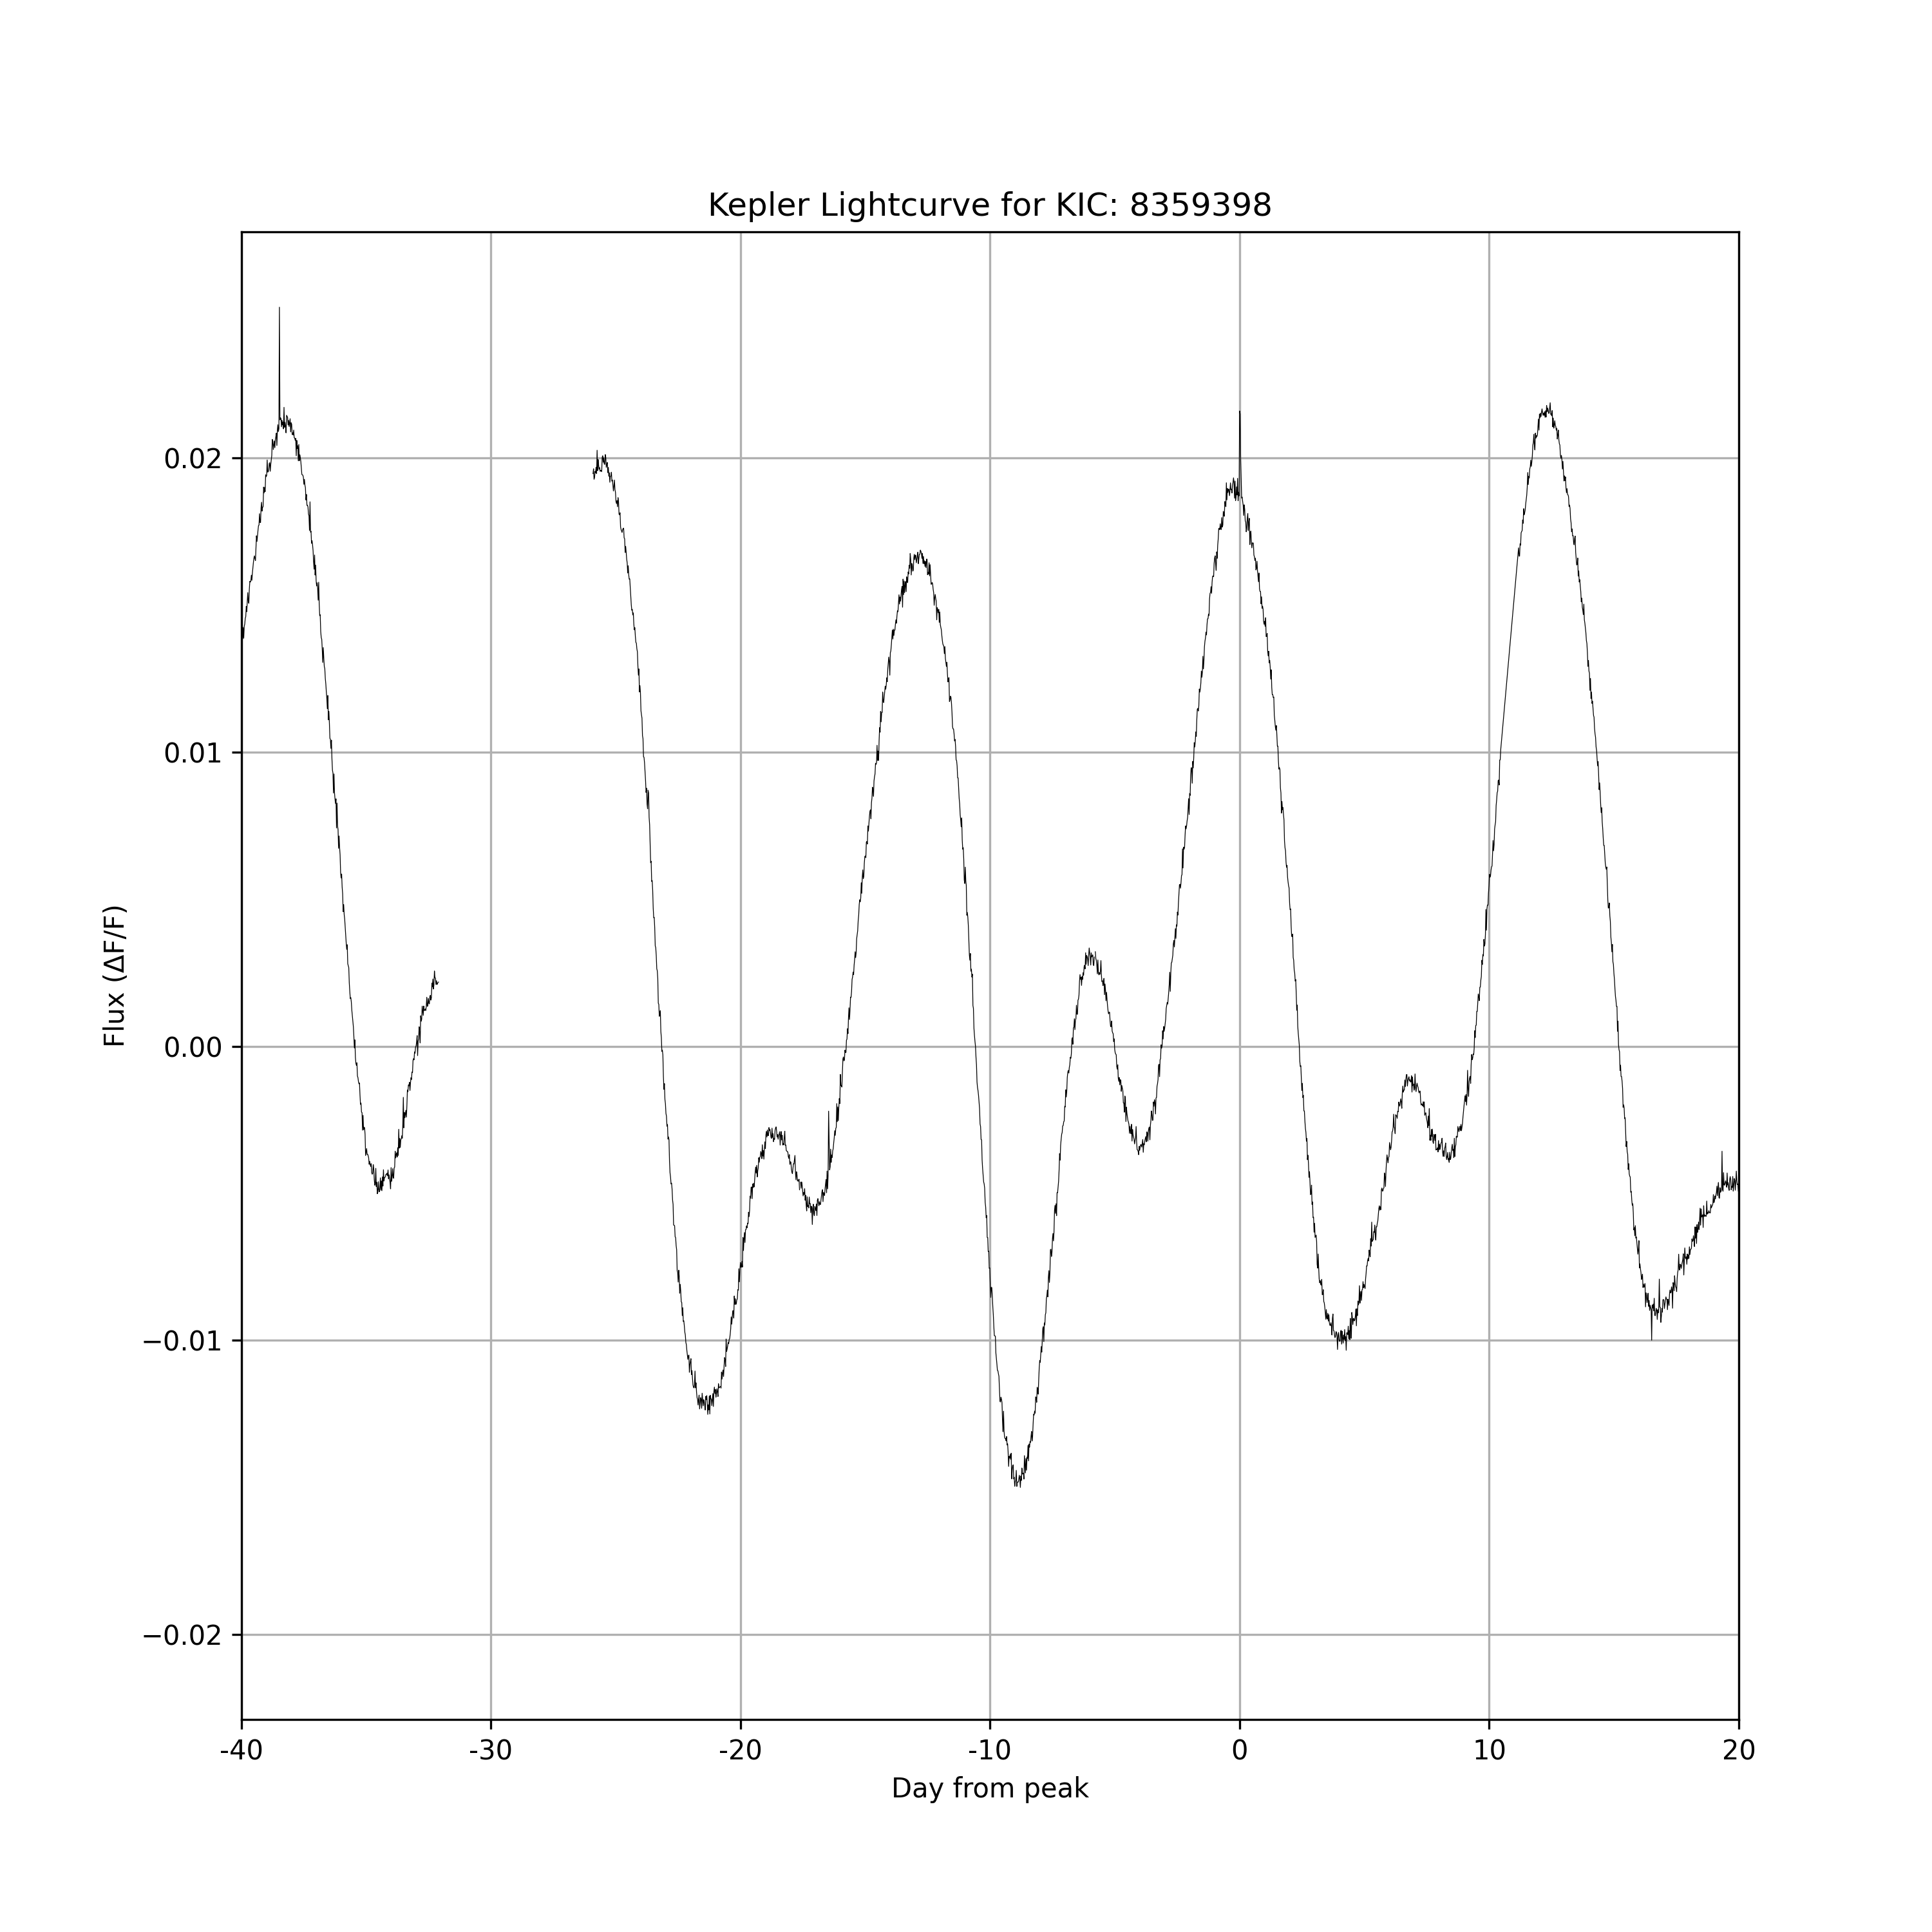 Kepler Lightcurve for KIC: 8359398
Flux (ΔF/F)
0.02
0.01
0.00
−0.01
−0.02
-40 -30 -20 -10 0 10 20
Day from peak